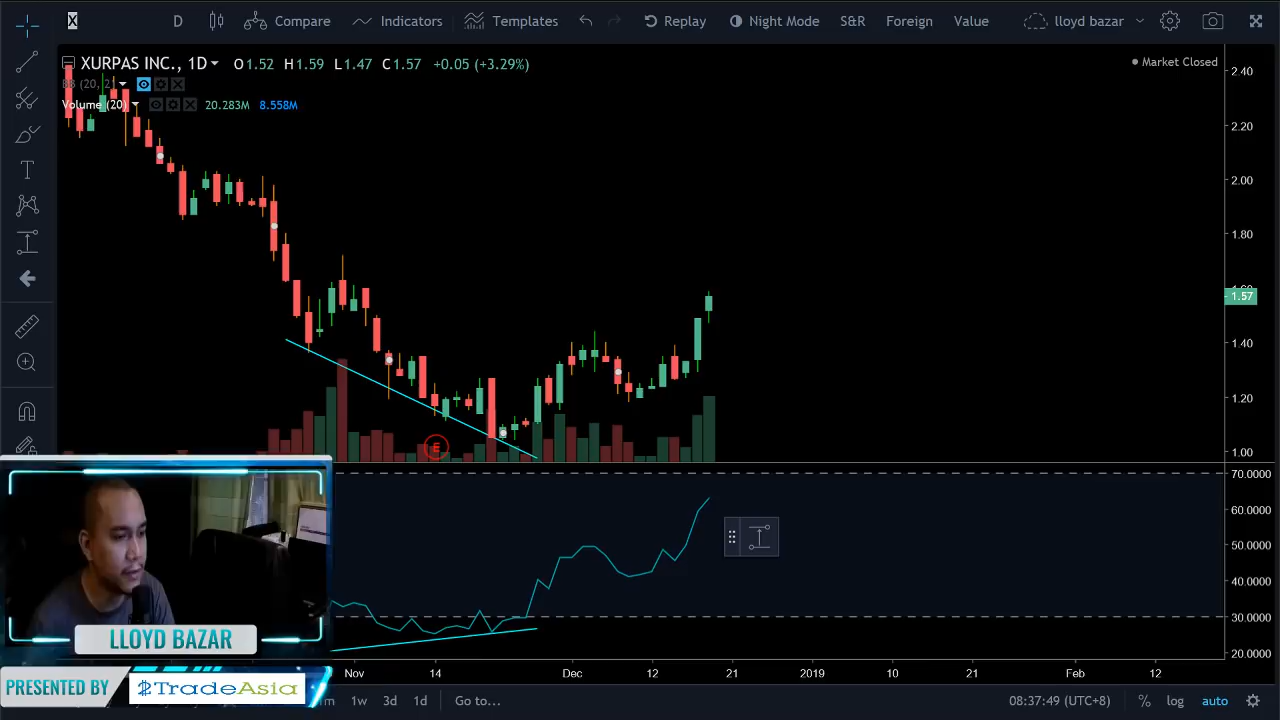 X D Compare Indicators Templates Replay Night Mode S&R Foreign Value lloyd bazar
XURPAS INC., 1D O1.52 H1.59 L1.47 C1.57 +0.05 (+3.29%) Market Closed
BB (20, 2)
Volume (20) 20.283M 8.558M
2.40
2.20
2.00
1.80
1.57
1.40
1.20
1.00
E
70.0000
60.0000
50.0000
40.0000
30.0000
20.0000
Nov 14 Dec 12 21 2019 10 21 Feb 12
LLOYD BAZAR
PRESENTED BY $TradeAsia
1w 3d 1d Go to... 08:37:49 (UTC+8) % log auto